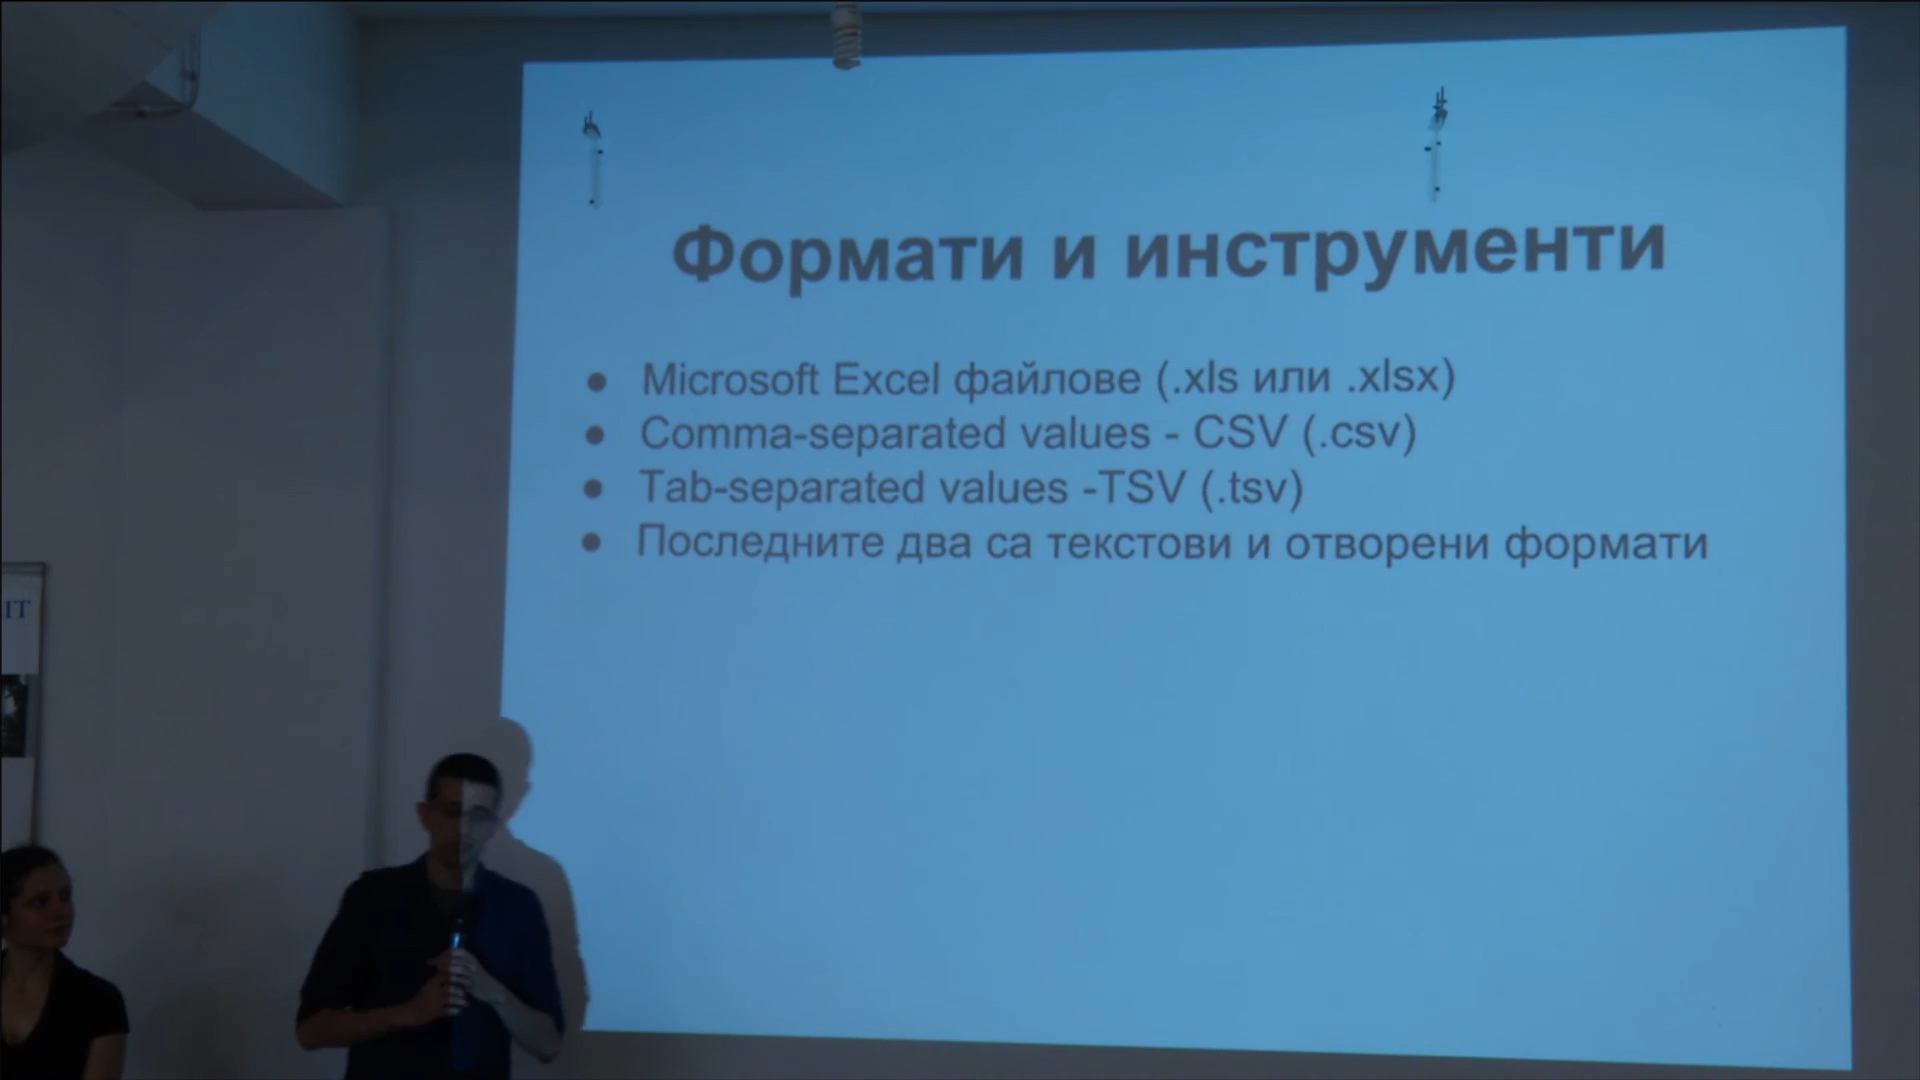 Формати и инструменти
● Microsoft Excel файлове (.xls или .xlsx)
● Comma-separated values - CSV (.csv)
● Tab-separated values -TSV (.tsv)
● Последните два са текстови и отворени формати
IT